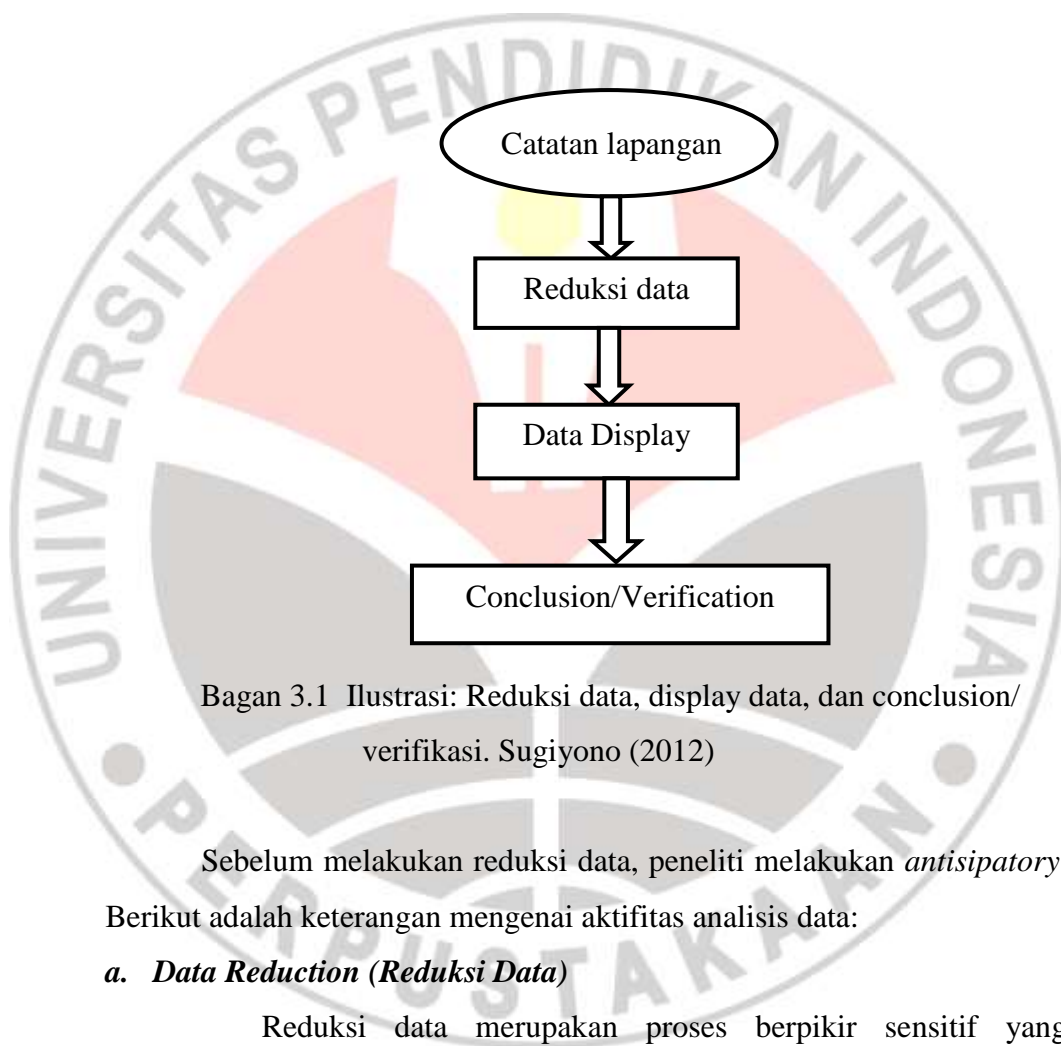 UNIVERSITAS PENDIDIKAN INDONESIA
PERPUSTAKAAN
Catatan lapangan
Reduksi data
Data Display
Conclusion/Verification
Bagan 3.1 Ilustrasi: Reduksi data, display data, dan conclusion/
verifikasi. Sugiyono (2012)
Sebelum melakukan reduksi data, peneliti melakukan antisipatory
Berikut adalah keterangan mengenai aktifitas analisis data:
a. Data Reduction (Reduksi Data)
Reduksi data merupakan proses berpikir sensitif yang